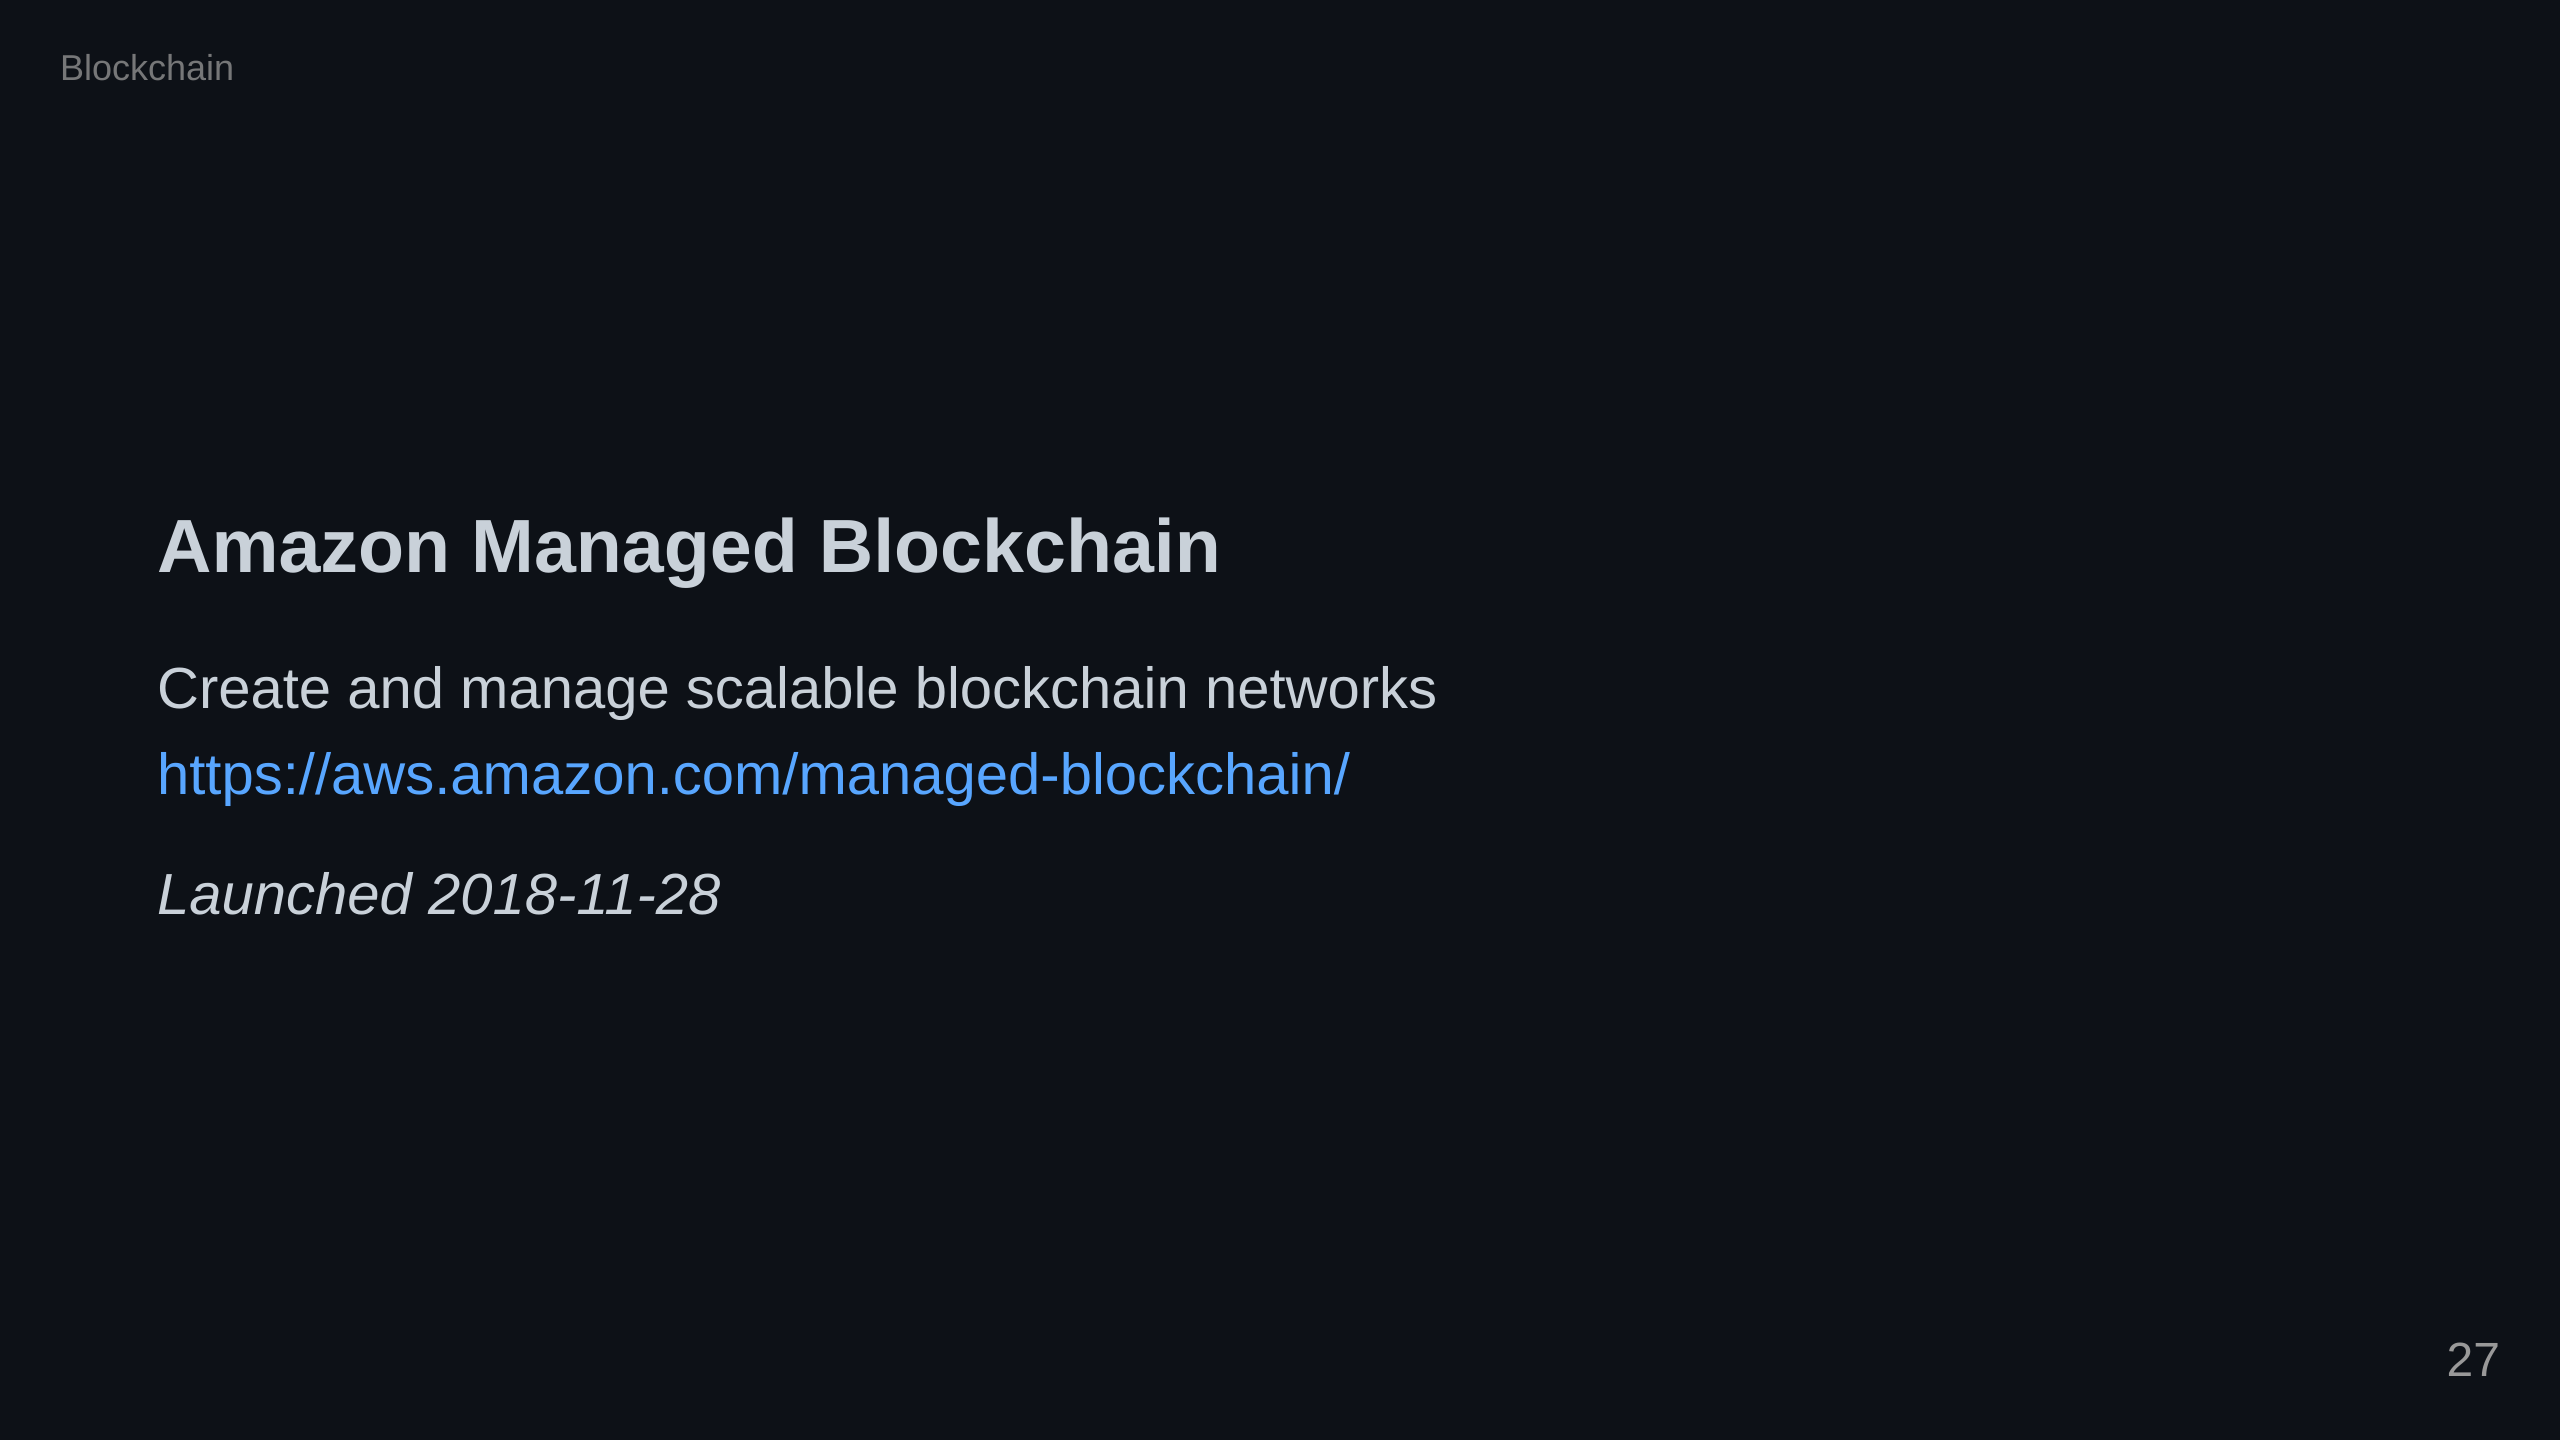 Blockchain
Amazon Managed Blockchain
Create and manage scalable blockchain networks
https://aws.amazon.com/managed-blockchain/
Launched 2018-11-28
27